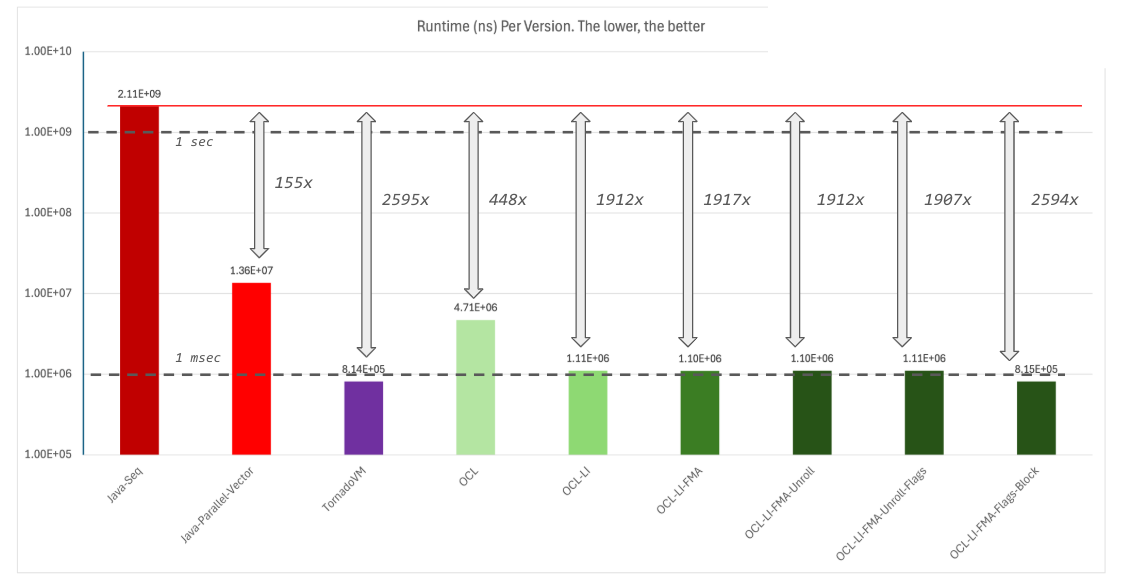 Runtime (ns) Per Version. The lower, the better
1.00E+10
2.11E+09
1.00E+09
1 sec
155x
2595x
448x
1912x
1917x
1912x
1907x
2594x
1.00E+08
1.36E+07
1.00E+07
4.71E+06
1 msec
8.14E+05
1.11E+06
1.10E+06
1.10E+06
1.11E+06
8.15E+05
1.00E+06
1.00E+05
Java-Seq
Java-Parallel-Vector
TornadoVM
OCL
OCL-LI
OCL-LI-FMA
OCL-LI-FMA-Unroll
OCL-LI-FMA-Unroll-Flags
OCL-LI-FMA-Flags-Block